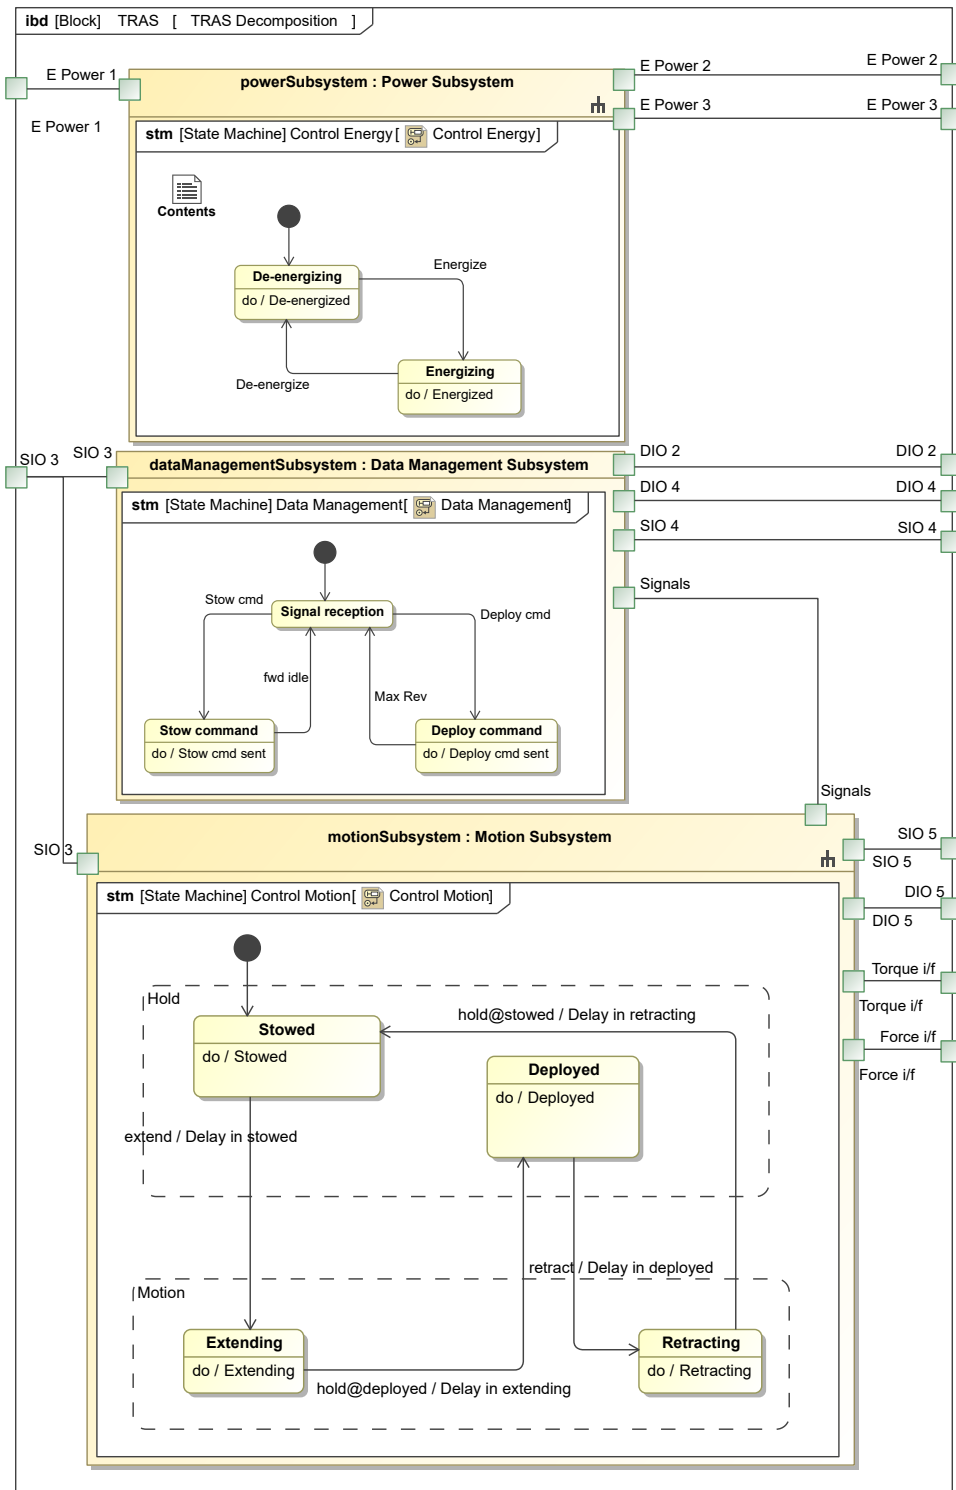 ibd [Block] TRAS [ TRAS Decomposition ]
E Power 1
E Power 1
powerSubsystem : Power Subsystem
E Power 2
E Power 2
E Power 3
E Power 3
stm [State Machine] Control Energy[ Control Energy]
Contents
De-energizing
do / De-energized
Energize
De-energize
Energizing
do / Energized
SIO 3
SIO 3
dataManagementSubsystem : Data Management Subsystem
DIO 2
DIO 2
DIO 4
DIO 4
SIO 4
SIO 4
Signals
stm [State Machine] Data Management[ Data Management]
Signal reception
Stow cmd
Deploy cmd
fwd idle
Max Rev
Stow command
do / Stow cmd sent
Deploy command
do / Deploy cmd sent
Signals
SIO 3
motionSubsystem : Motion Subsystem
SIO 5
SIO 5
DIO 5
DIO 5
Torque i/f
Torque i/f
Force i/f
Force i/f
stm [State Machine] Control Motion[ Control Motion]
Hold
Stowed
do / Stowed
hold@stowed / Delay in retracting
Deployed
do / Deployed
extend / Delay in stowed
retract / Delay in deployed
Motion
Extending
do / Extending
hold@deployed / Delay in extending
Retracting
do / Retracting